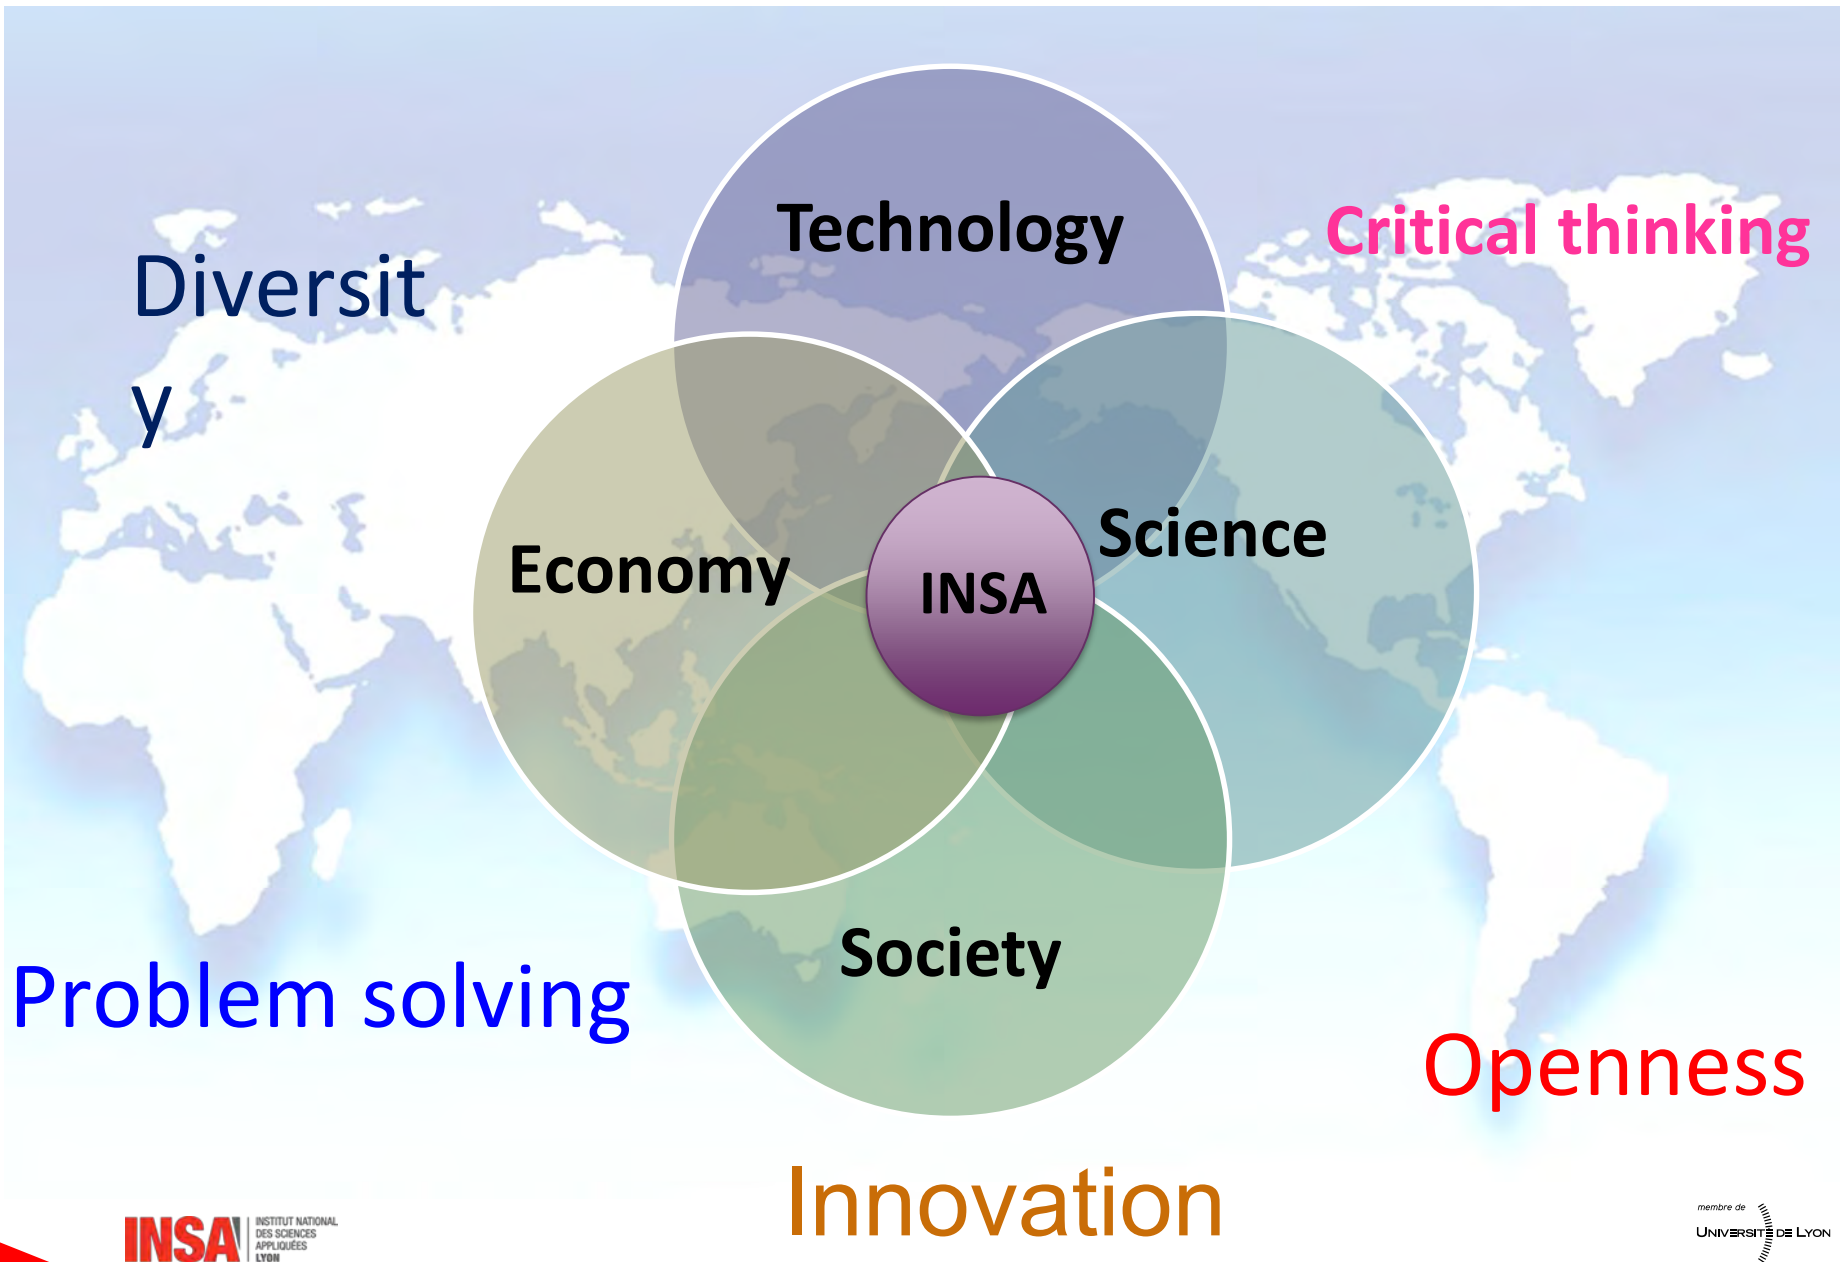 Technology
Critical thinking
Diversit
y
Science
Economy
INSA
Society
Problem solving
Openness
Innovation
INSA
INSTITUT NATIONAL
DES SCIENCES
APPLIQUÉES
LYON
membre de
UNIVERSITÉ DE LYON